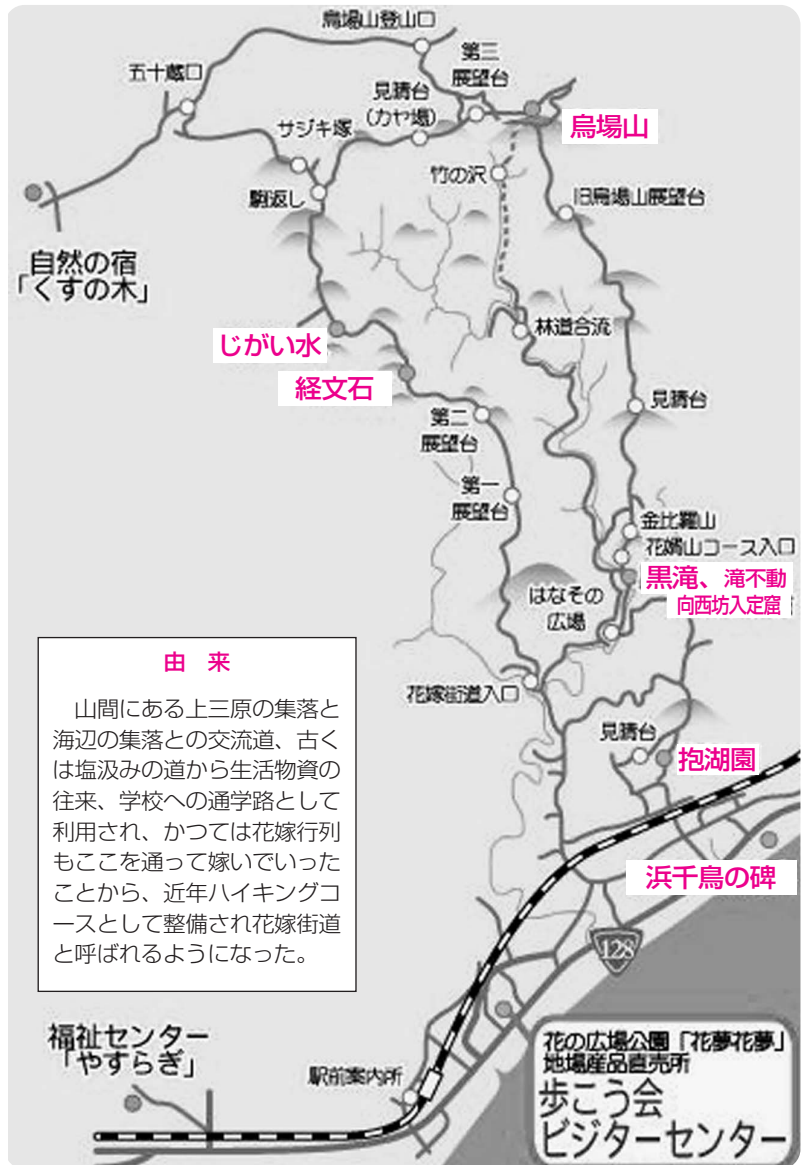 烏場山登山口
五十蔵口
第三
展望台
見晴台
(カヤ場)
烏場山
サジキ塚
竹の沢
駒返し
旧烏場山展望台
自然の宿
「くすの木」
じがい水
林道合流
経文石
見晴台
第二
展望台
第一
展望台
金比羅山
花婿山コース入口
黒滝、滝不動
向西坊入定窟
はなその
広場
由　来
　山間にある上三原の集落と
海辺の集落との交流道、古く
は塩汲みの道から生活物資の
往来、学校への通学路として
利用され、かつては花嫁行列
もここを通って嫁いでいった
ことから、近年ハイキングコ
ースとして整備され花嫁街道
と呼ばれるようになった。
花嫁街道入口
見晴台
抱湖園
浜千鳥の碑
128
福祉センター
「やすらぎ」
駅前案内所
花の広場公園「花夢花夢」
地場産品直売所
歩こう会
ビジターセンター